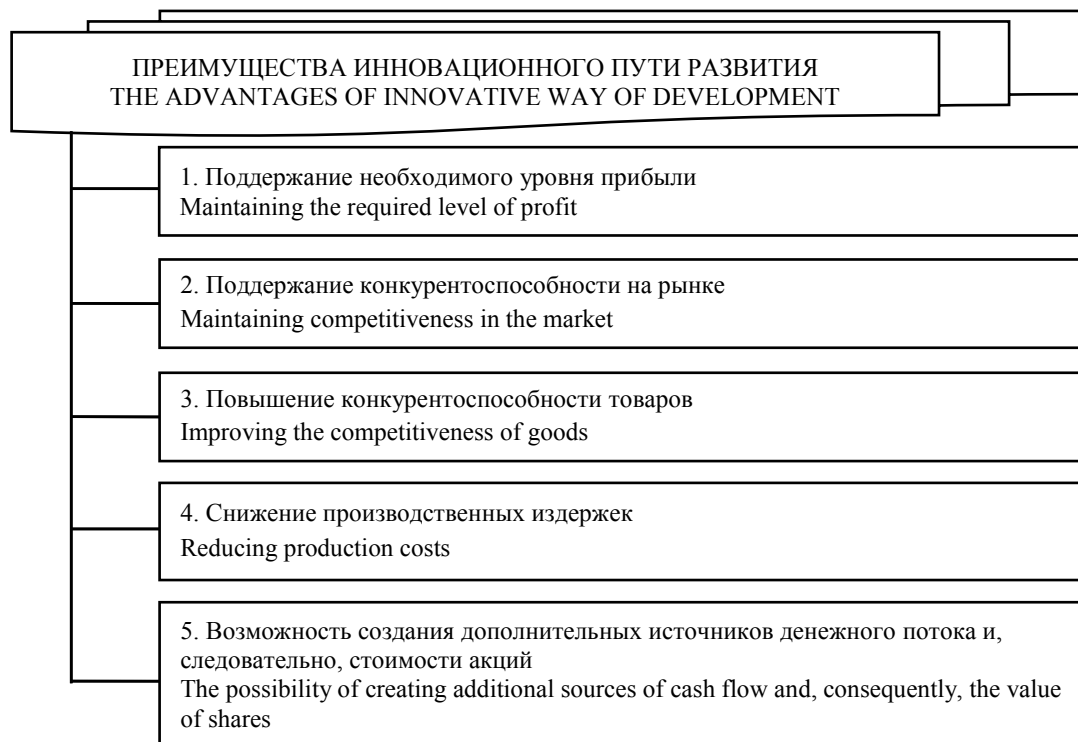 ПРЕИМУЩЕСТВА ИННОВАЦИОННОГО ПУТИ РАЗВИТИЯ
THE ADVANTAGES OF INNOVATIVE WAY OF DEVELOPMENT
1. Поддержание необходимого уровня прибыли
Maintaining the required level of profit
2. Поддержание конкурентоспособности на рынке
Maintaining competitiveness in the market
3. Повышение конкурентоспособности товаров
Improving the competitiveness of goods
4. Снижение производственных издержек
Reducing production costs
5. Возможность создания дополнительных источников денежного потока и,
следовательно, стоимости акций
The possibility of creating additional sources of cash flow and, consequently, the value
of shares